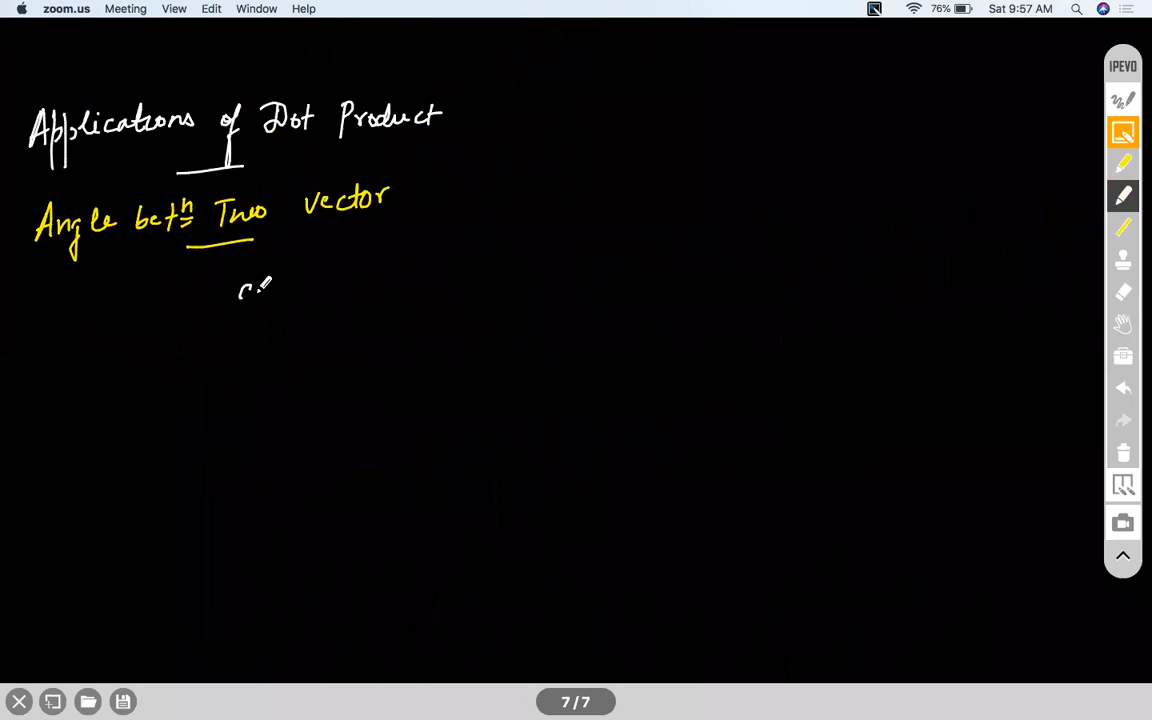 zoom.us Meeting View Edit Window Help 76% Sat 9:57 AM
IPEVO
Applications of Dot Product
Angle betn Two vector
7/7